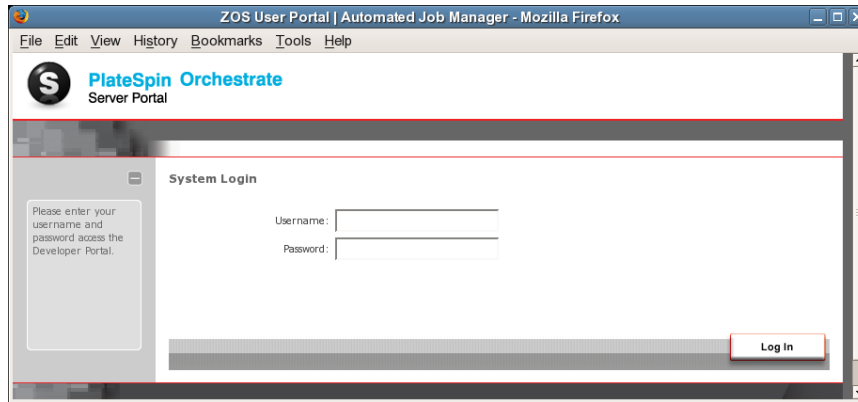 ZOS User Portal | Automated Job Manager - Mozilla Firefox
File Edit View History Bookmarks Tools Help
S
PlateSpin Orchestrate
Server Portal
System Login
Please enter your
username and
password access the
Developer Portal.
Username:
Password:
Log In